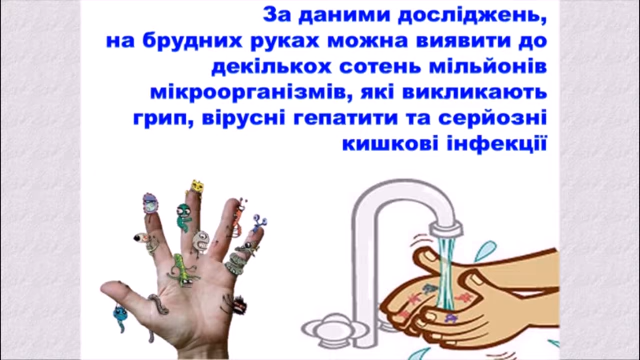 За даними досліджень,
на брудних руках можна виявити до
декількох сотень мільйонів
мікроорганізмів, які викликають
грип, вірусні гепатити та серйозні
кишкові інфекції